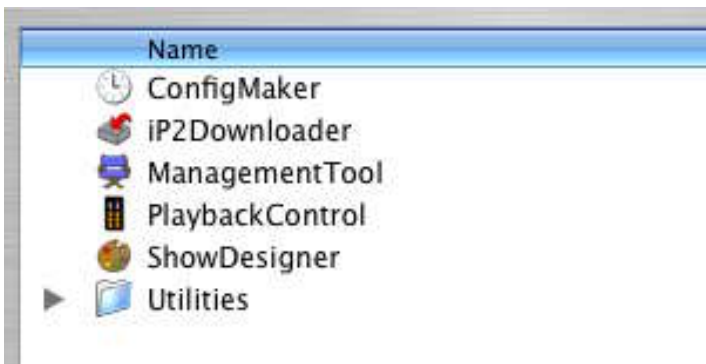 Name
ConfigMaker
iP2Downloader
ManagementTool
PlaybackControl
ShowDesigner
Utilities